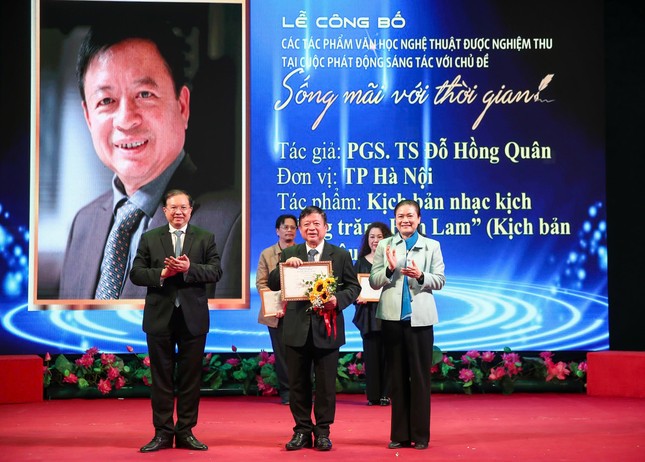 LỄ CÔNG BỐ
CÁC TÁC PHẨM VĂN HỌC NGHỆ THUẬT ĐƯỢC NGHIỆM THU
TẠI CUỘC PHÁT ĐỘNG SÁNG TÁC VỚI CHỦ ĐỀ
Sống mãi với thời gian
Tác giả: PGS. TS Đỗ Hồng Quân
Đơn vị: TP Hà Nội
Tác phẩm: Kịch bản nhạc kịch
trăng Lam” (Kịch bản